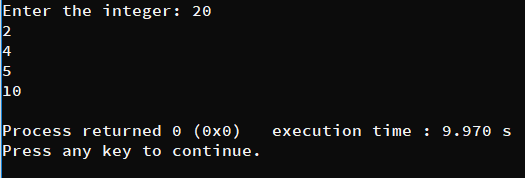 Enter the integer: 20
2
4
5
10
Process returned 0 (0x0)   execution time : 9.970 s
Press any key to continue.